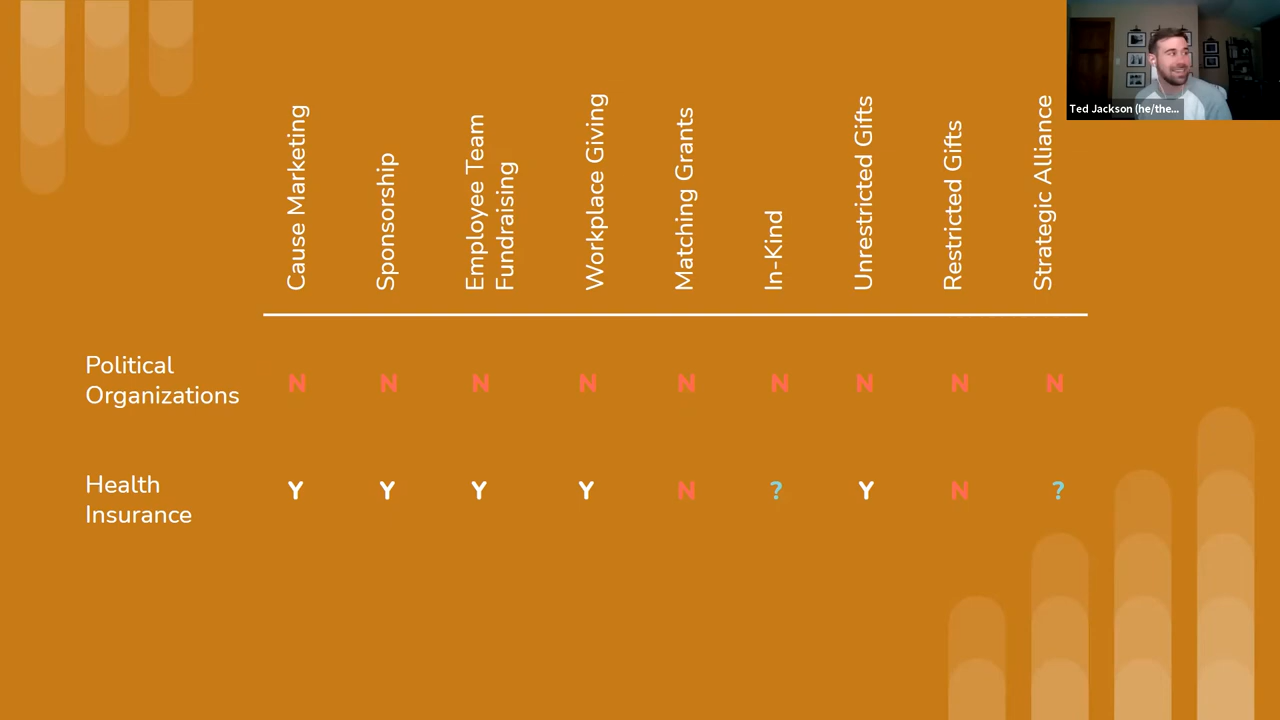 Ted Jackson (he/the...
Cause Marketing
Sponsorship
Employee Team
Fundraising
Workplace Giving
Matching Grants
In-Kind
Unrestricted Gifts
Restricted Gifts
Strategic Alliance
Political
Organizations
N N N N N N N N N
Health
Insurance
Y Y Y Y N ? Y N ?